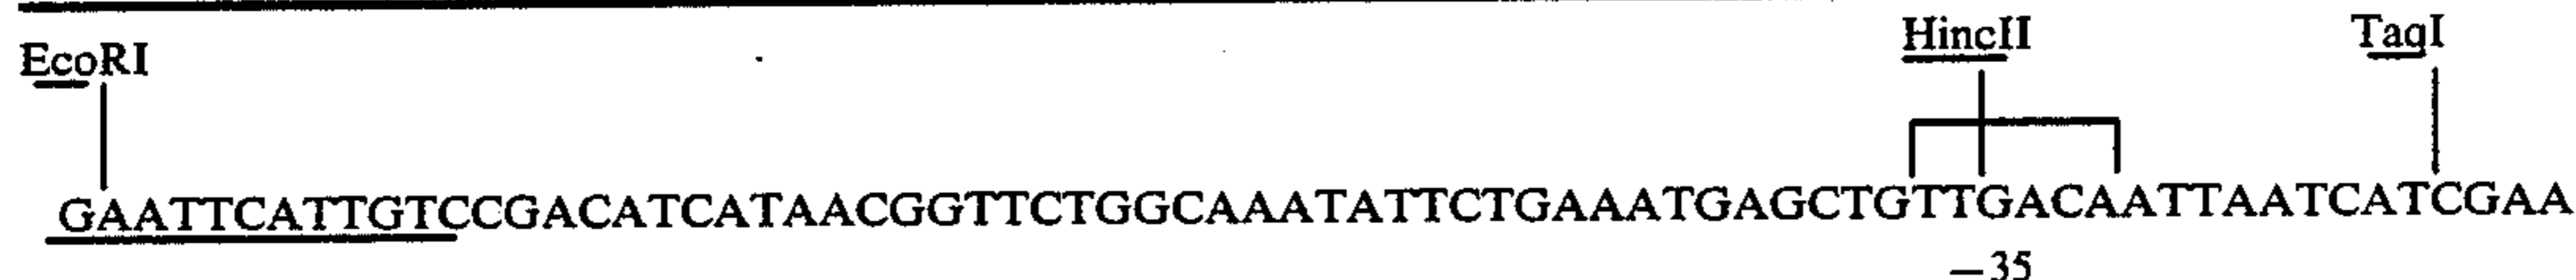 EcoRI HincII TaqI
GAATTCATTGTCCGACATCATAACGGTTCTGGCAAATATTCTGAAATGAGCTGTTGACAATTAATCATCGAA
—35